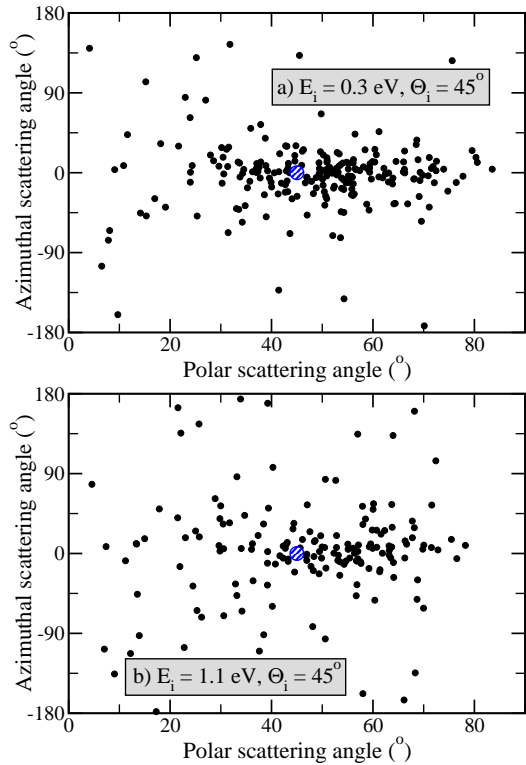 180
90
0
-90
-180
Azimuthal scattering angle (°)
a) E_i = 0.3 eV, Θ_i = 45°
0 20 40 60 80
Polar scattering angle (°)
180
90
0
-90
-180
Azimuthal scattering angle (°)
b) E_i = 1.1 eV, Θ_i = 45°
0 20 40 60 80
Polar scattering angle (°)